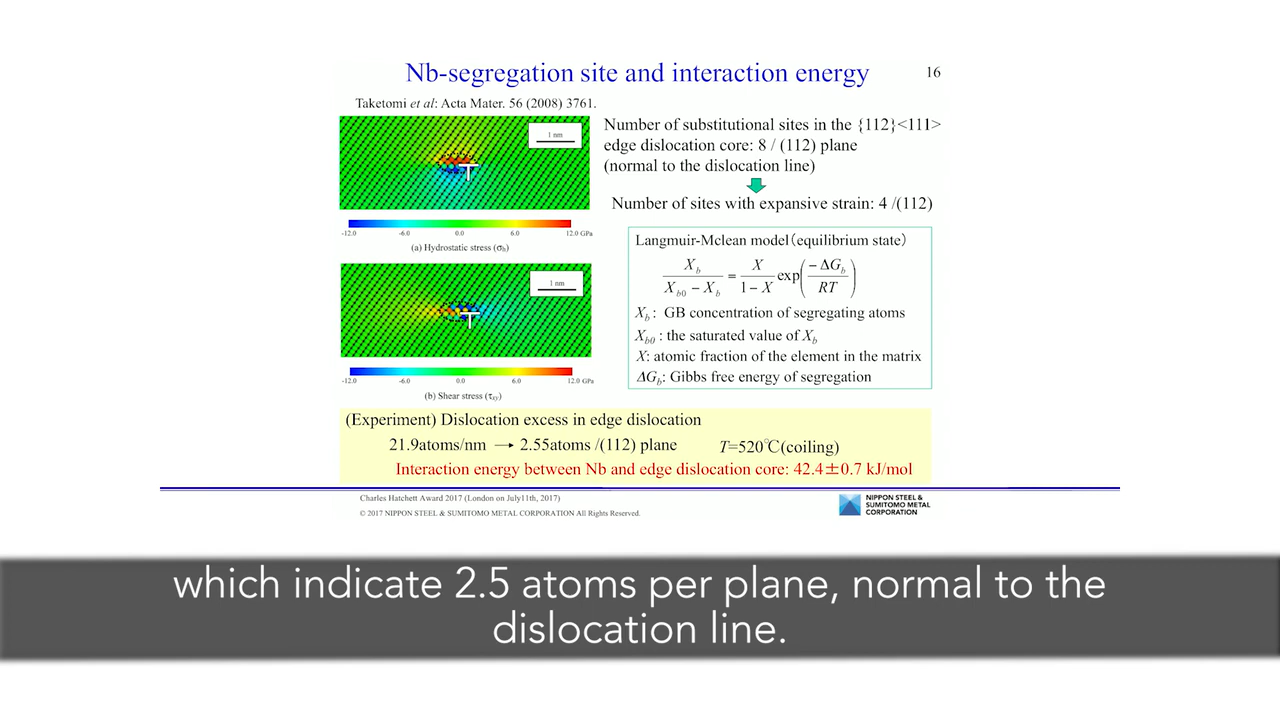 Nb-segregation site and interaction energy
16
Taketomi et al: Acta Mater. 56 (2008) 3761.
1 nm
-12.0 -6.0 0.0 6.0 12.0 GPa
(a) Hydrostatic stress (σh)
1 nm
-12.0 -6.0 0.0 6.0 12.0 GPa
(b) Shear stress (τxy)
Number of substitutional sites in the {112}<111>
edge dislocation core: 8 / (112) plane
(normal to the dislocation line)
Number of sites with expansive strain: 4 /(112)
Langmuir-Mclean model(equilibrium state)
Xb / (Xb0 − Xb) = X / (1 − X) exp(−ΔGb / RT)
Xb : GB concentration of segregating atoms
Xb0 : the saturated value of Xb
X: atomic fraction of the element in the matrix
ΔGb: Gibbs free energy of segregation
(Experiment) Dislocation excess in edge dislocation
21.9atoms/nm → 2.55atoms /(112) plane T=520℃(coiling)
Interaction energy between Nb and edge dislocation core: 42.4±0.7 kJ/mol
Charles Hatchett Award 2017 (London on July11th, 2017)
© 2017 NIPPON STEEL & SUMITOMO METAL CORPORATION All Rights Reserved.
NIPPON STEEL &
SUMITOMO METAL
CORPORATION
which indicate 2.5 atoms per plane, normal to the
dislocation line.